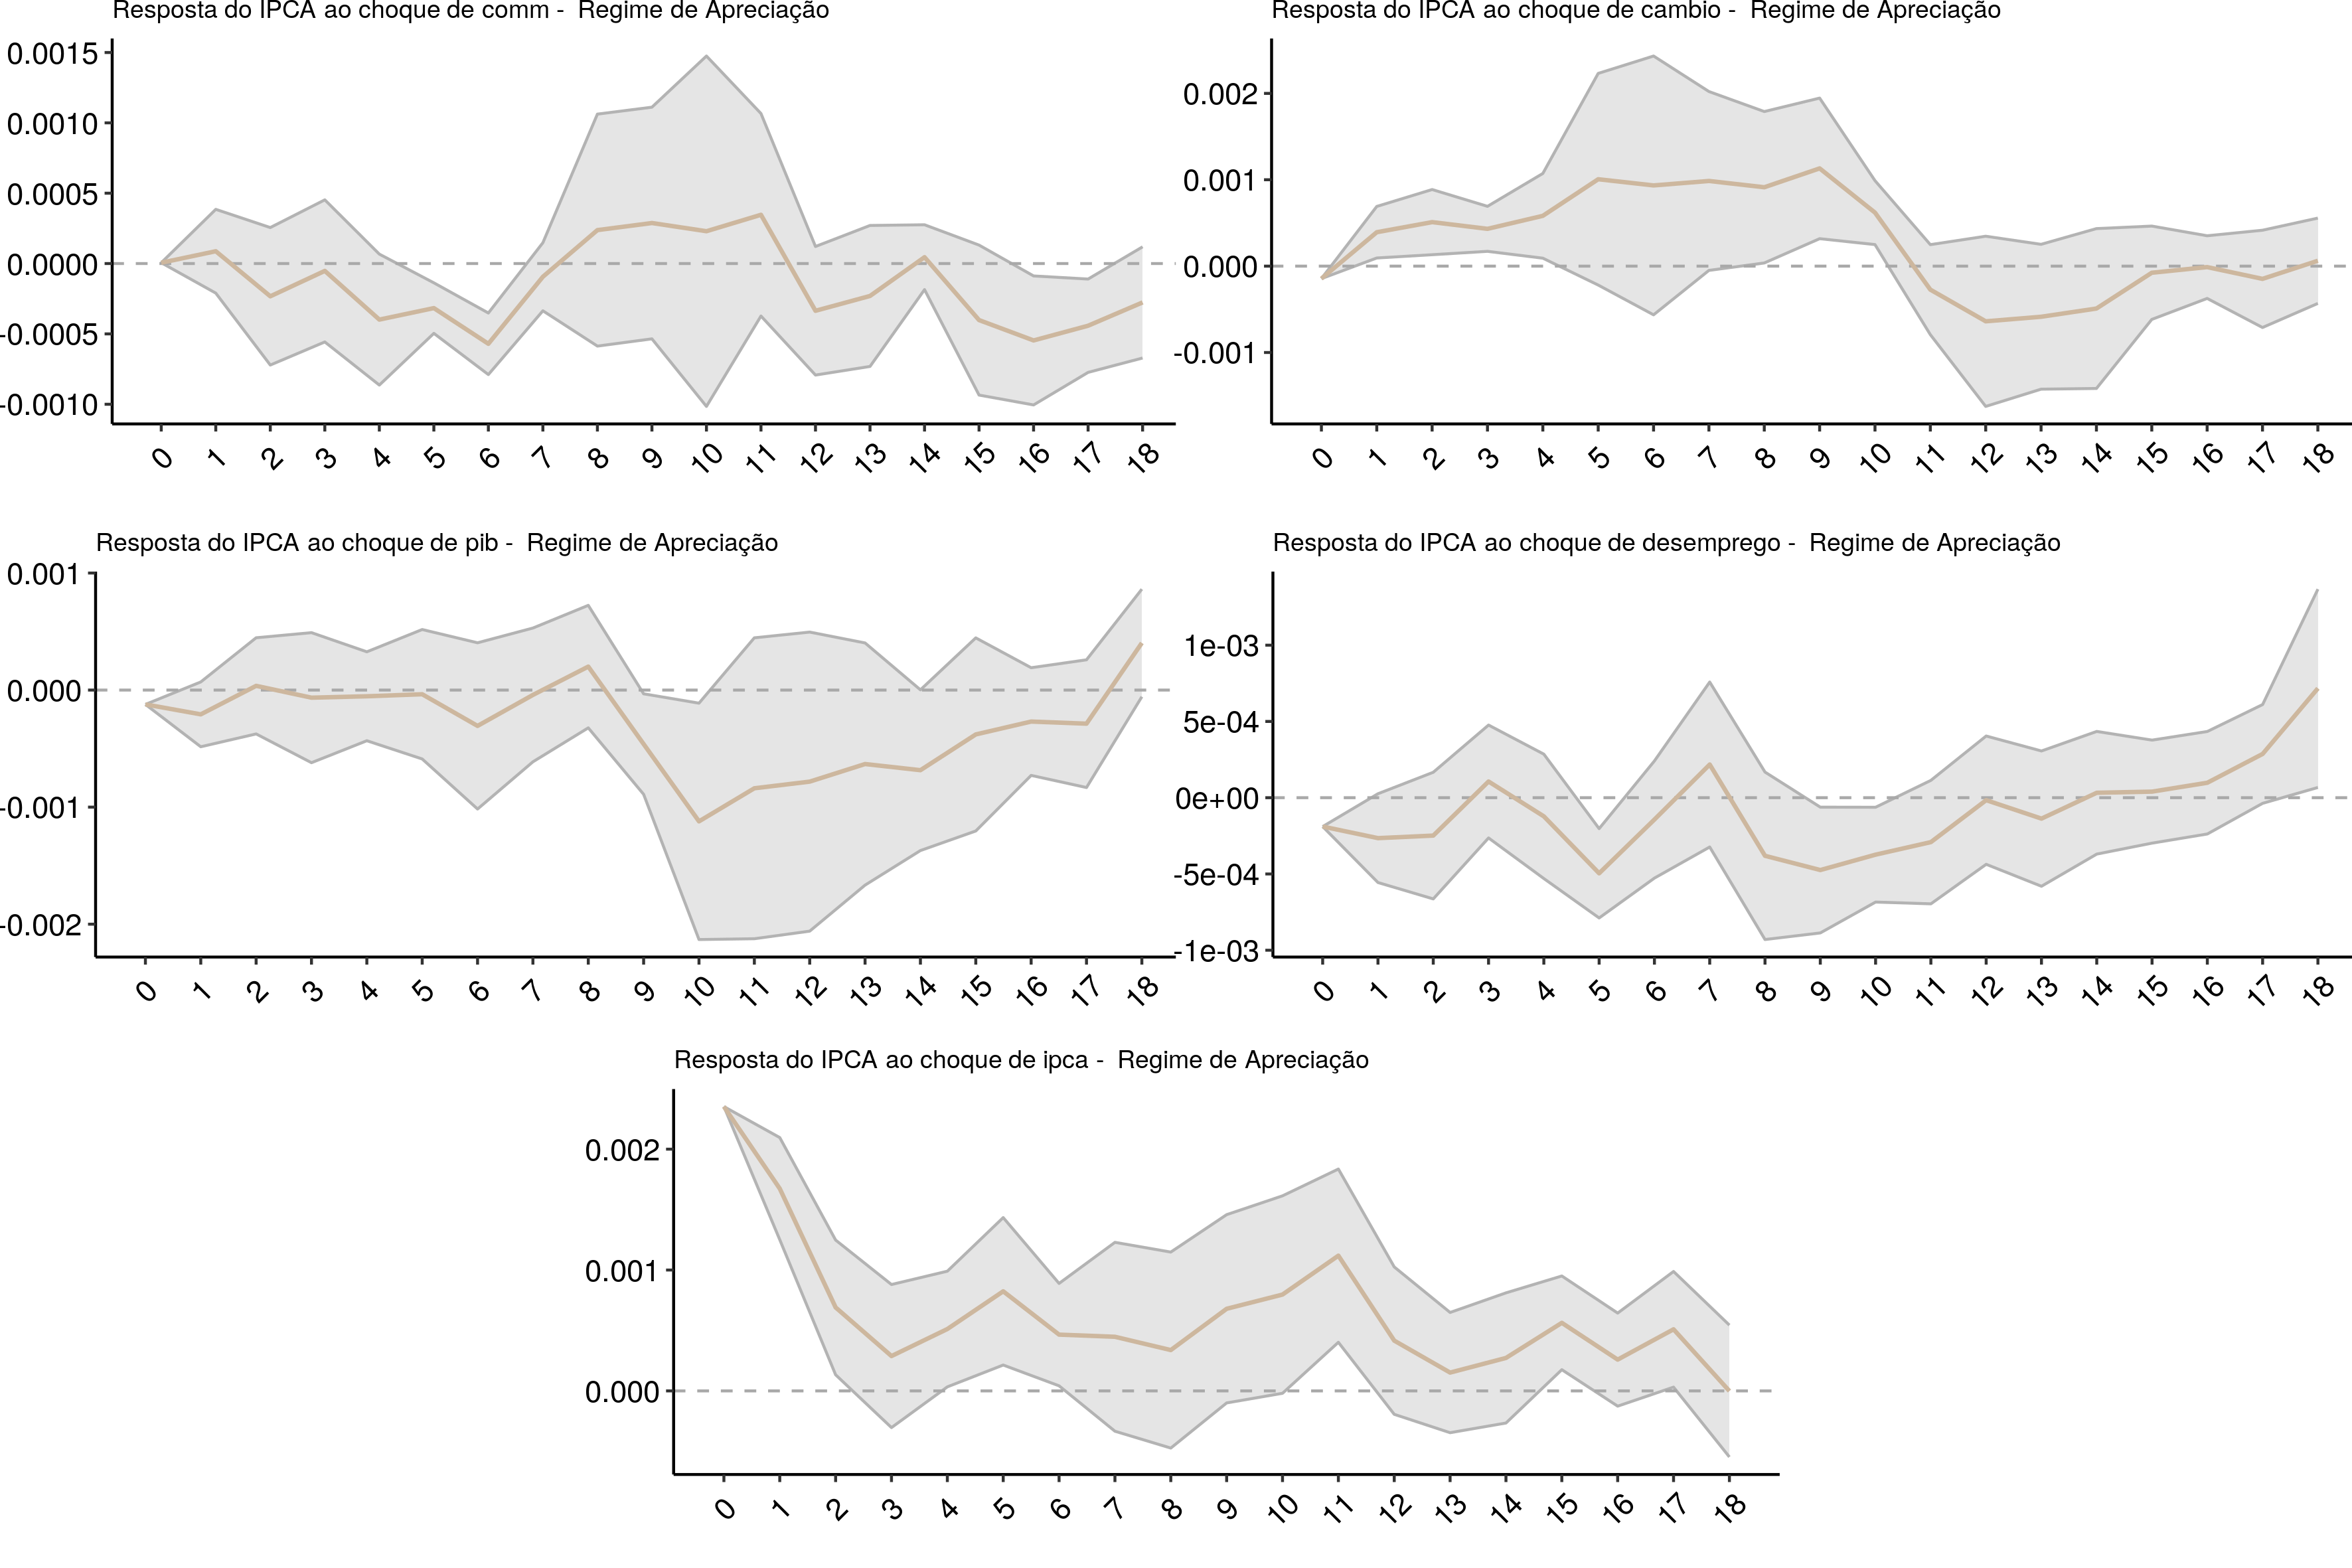 Resposta do IPCA ao choque de comm -  Regime de Apreciação
0.0015
0.0010
0.0005
0.0000
-0.0005
-0.0010
0 1 2 3 4 5 6 7 8 9 10 11 12 13 14 15 16 17 18
Resposta do IPCA ao choque de cambio -  Regime de Apreciação
0.002
0.001
0.000
-0.001
0 1 2 3 4 5 6 7 8 9 10 11 12 13 14 15 16 17 18
Resposta do IPCA ao choque de pib -  Regime de Apreciação
0.001
0.000
-0.001
-0.002
0 1 2 3 4 5 6 7 8 9 10 11 12 13 14 15 16 17 18
Resposta do IPCA ao choque de desemprego -  Regime de Apreciação
1e-03
5e-04
0e+00
-5e-04
-1e-03
0 1 2 3 4 5 6 7 8 9 10 11 12 13 14 15 16 17 18
Resposta do IPCA ao choque de ipca -  Regime de Apreciação
0.002
0.001
0.000
0 1 2 3 4 5 6 7 8 9 10 11 12 13 14 15 16 17 18